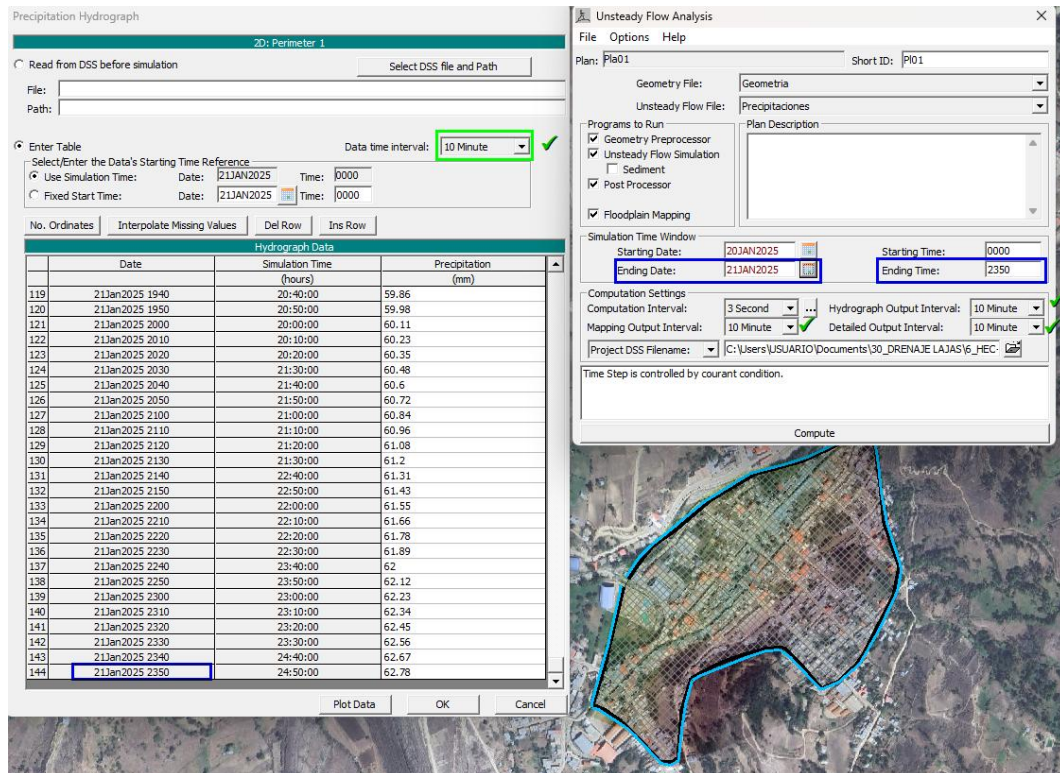 Precipitation Hydrograph
2D: Perimeter 1
Read from DSS before simulation
Select DSS file and Path
File:
Path:
Enter Table
Data time interval: 10 Minute
Select/Enter the Data's Starting Time Reference
Use Simulation Time: Date: 21JAN2025 Time: 0000
Fixed Start Time: Date: 21JAN2025 Time: 0000
No. Ordinates Interpolate Missing Values Del Row Ins Row
Hydrograph Data
Date Simulation Time Precipitation
(hours) (mm)
119 21Jan2025 1940 20:40:00 59.86
120 21Jan2025 1950 20:50:00 59.98
121 21Jan2025 2000 20:00:00 60.11
122 21Jan2025 2010 20:10:00 60.23
123 21Jan2025 2020 20:20:00 60.35
124 21Jan2025 2030 21:30:00 60.48
125 21Jan2025 2040 21:40:00 60.6
126 21Jan2025 2050 21:50:00 60.72
127 21Jan2025 2100 21:00:00 60.84
128 21Jan2025 2110 21:10:00 60.96
129 21Jan2025 2120 21:20:00 61.08
130 21Jan2025 2130 21:30:00 61.2
131 21Jan2025 2140 22:40:00 61.31
132 21Jan2025 2150 22:50:00 61.43
133 21Jan2025 2200 22:00:00 61.55
134 21Jan2025 2210 22:10:00 61.66
135 21Jan2025 2220 22:20:00 61.78
136 21Jan2025 2230 22:30:00 61.89
137 21Jan2025 2240 23:40:00 62
138 21Jan2025 2250 23:50:00 62.12
139 21Jan2025 2300 23:00:00 62.23
140 21Jan2025 2310 23:10:00 62.34
141 21Jan2025 2320 23:20:00 62.45
142 21Jan2025 2330 23:30:00 62.56
143 21Jan2025 2340 24:40:00 62.67
144 21Jan2025 2350 24:50:00 62.78
Plot Data OK Cancel
Unsteady Flow Analysis
File Options Help
Plan: Pla01 Short ID: Pl01
Geometry File: Geometria
Unsteady Flow File: Precipitaciones
Programs to Run
Geometry Preprocessor
Unsteady Flow Simulation
Sediment
Post Processor
Floodplain Mapping
Plan Description
Simulation Time Window
Starting Date: 20JAN2025 Starting Time: 0000
Ending Date: 21JAN2025 Ending Time: 2350
Computation Settings
Computation Interval: 3 Second ... Hydrograph Output Interval: 10 Minute
Mapping Output Interval: 10 Minute Detailed Output Interval: 10 Minute
Project DSS Filename: C:\Users\USUARIO\Documents\30_DRENAJE LAJAS\6_HEC-
Time Step is controlled by courant condition.
Compute